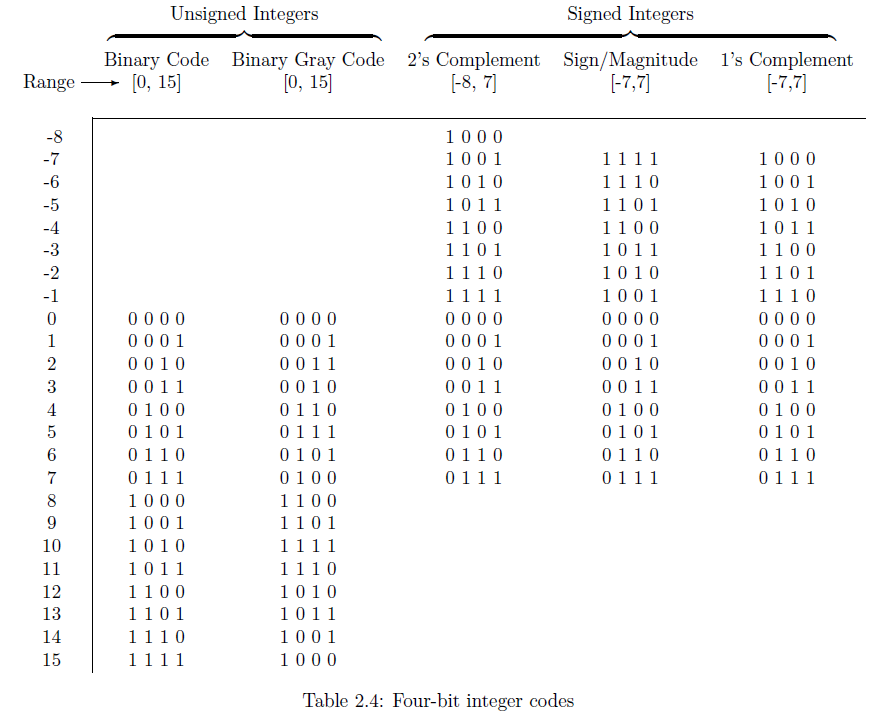 Unsigned Integers Signed Integers
Binary Code Binary Gray Code 2's Complement Sign/Magnitude 1's Complement
Range [0, 15] [0, 15] [-8, 7] [-7,7] [-7,7]
-8 1 0 0 0
-7 1 0 0 1 1 1 1 1 1 0 0 0
-6 1 0 1 0 1 1 1 0 1 0 0 1
-5 1 0 1 1 1 1 0 1 1 0 1 0
-4 1 1 0 0 1 1 0 0 1 0 1 1
-3 1 1 0 1 1 0 1 1 1 1 0 0
-2 1 1 1 0 1 0 1 0 1 1 0 1
-1 1 1 1 1 1 0 0 1 1 1 1 0
0 0 0 0 0 0 0 0 0 0 0 0 0 0 0 0 0 0 0 0 0
1 0 0 0 1 0 0 0 1 0 0 0 1 0 0 0 1 0 0 0 1
2 0 0 1 0 0 0 1 1 0 0 1 0 0 0 1 0 0 0 1 0
3 0 0 1 1 0 0 1 0 0 0 1 1 0 0 1 1 0 0 1 1
4 0 1 0 0 0 1 1 0 0 1 0 0 0 1 0 0 0 1 0 0
5 0 1 0 1 0 1 1 1 0 1 0 1 0 1 0 1 0 1 0 1
6 0 1 1 0 0 1 0 1 0 1 1 0 0 1 1 0 0 1 1 0
7 0 1 1 1 0 1 0 0 0 1 1 1 0 1 1 1 0 1 1 1
8 1 0 0 0 1 1 0 0
9 1 0 0 1 1 1 0 1
10 1 0 1 0 1 1 1 1
11 1 0 1 1 1 1 1 0
12 1 1 0 0 1 0 1 0
13 1 1 0 1 1 0 1 1
14 1 1 1 0 1 0 0 1
15 1 1 1 1 1 0 0 0
Table 2.4: Four-bit integer codes